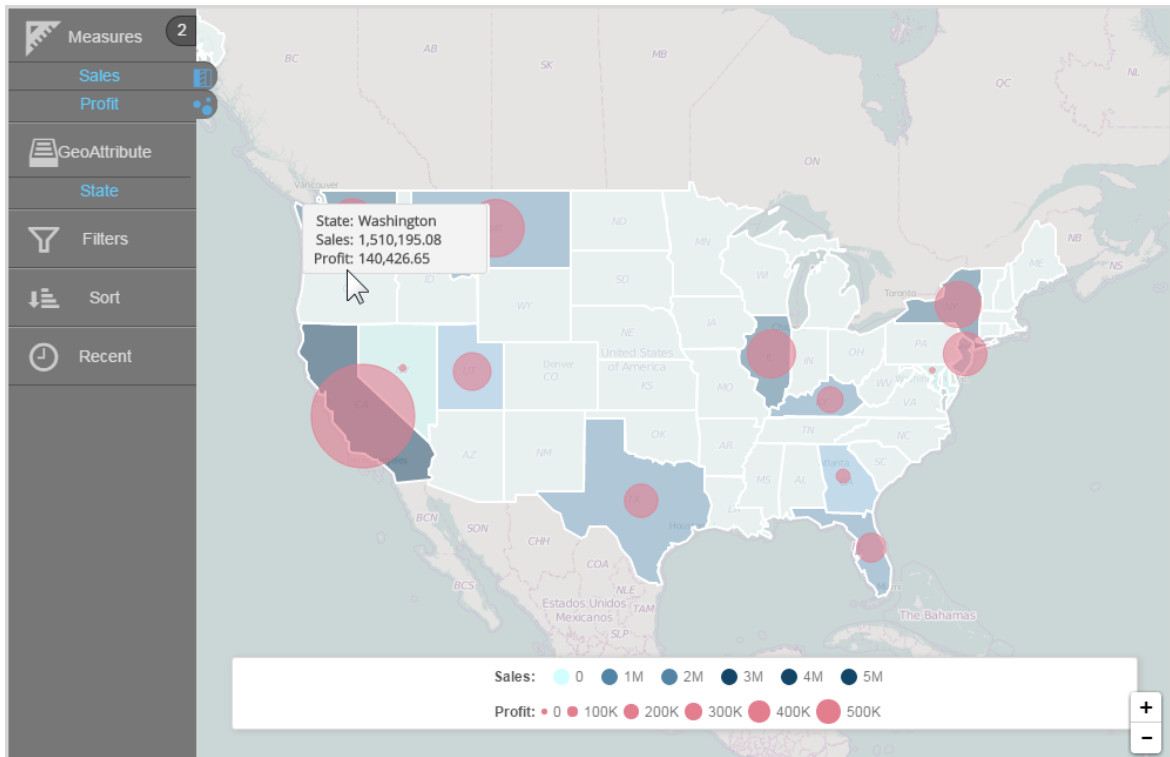 Measures
2
Sales
Profit
GeoAttribute
State
Filters
Sort
Recent
BC
AB
SK
MB
ON
QC
NL
NB
NS
Vancouver
State: Washington
Sales: 1,510,195.08
Profit: 140,426.65
MT
ND
MN
SD
WI
ID
WY
IA
NE
Toronto
NY
ME
PA
United States
of America
Denver
CO
UT
CA
KS
MO
IL
IN
OH
WV
VA
KY
AZ
NM
OK
AR
TN
NC
SC
MS
AL
Atlanta
TX
BCN
SON
CHH
COA
BCS
NLE
TAM
SLP
Estados Unidos
Mexicanos
The Bahamas
Sales: 0 1M 2M 3M 4M 5M
Profit: 0 100K 200K 300K 400K 500K
+
−